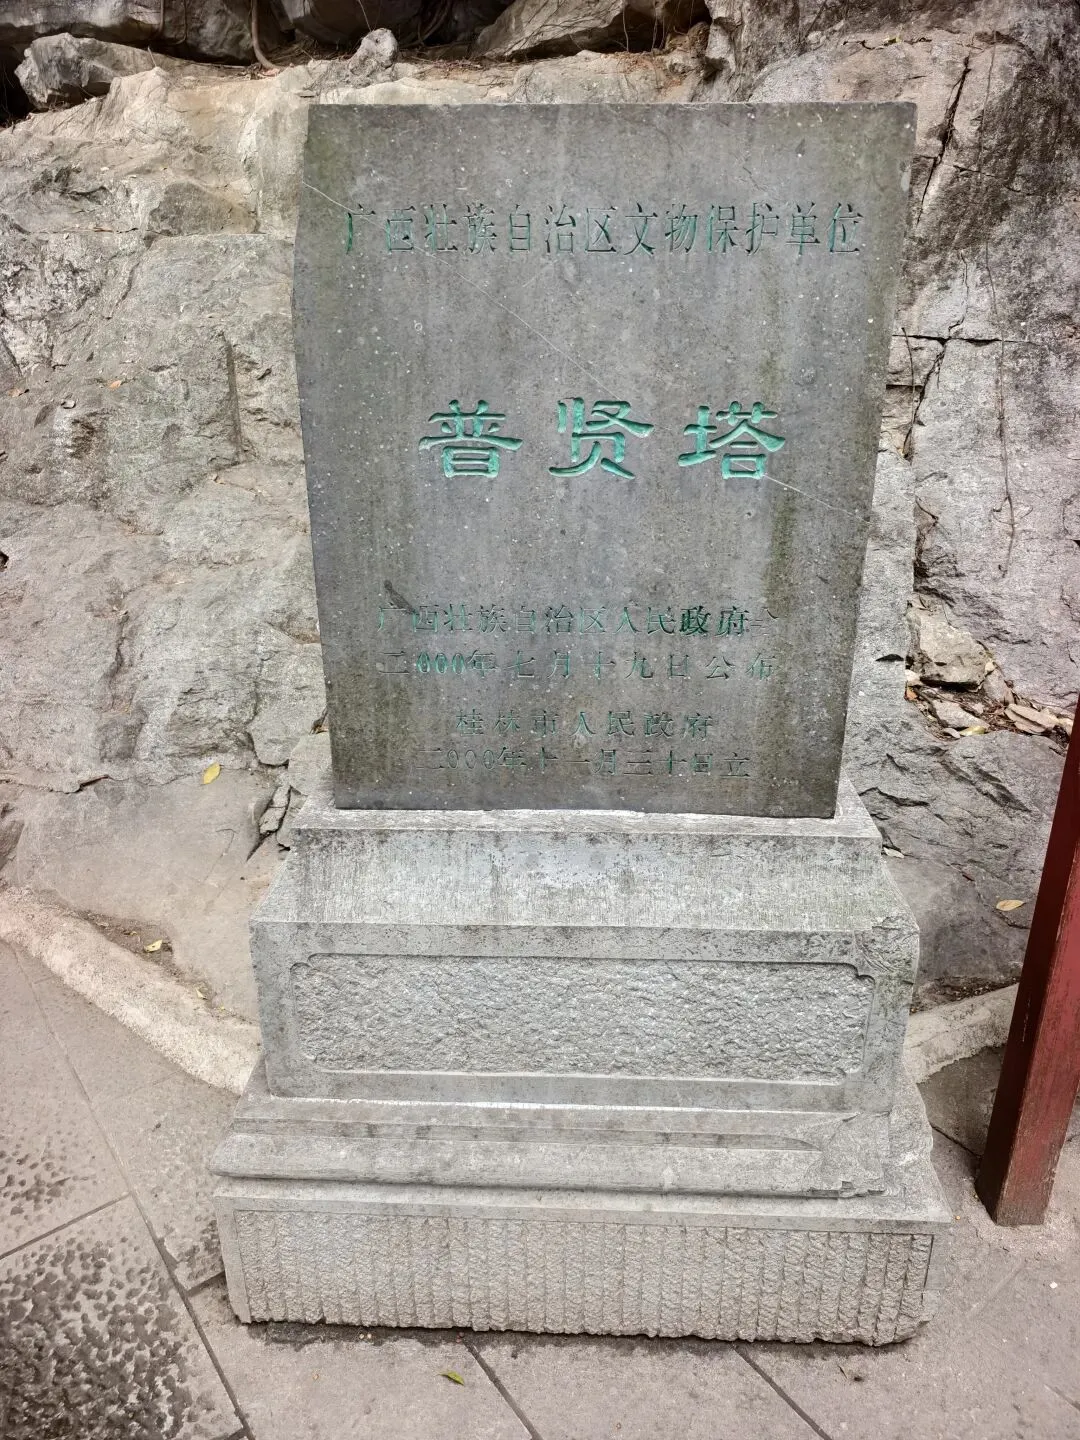 广西壮族自治区文物保护单位
普贤塔
广西壮族自治区人民政府
二000年七月十九日公布
桂林市人民政府
二000年十一月三十日立